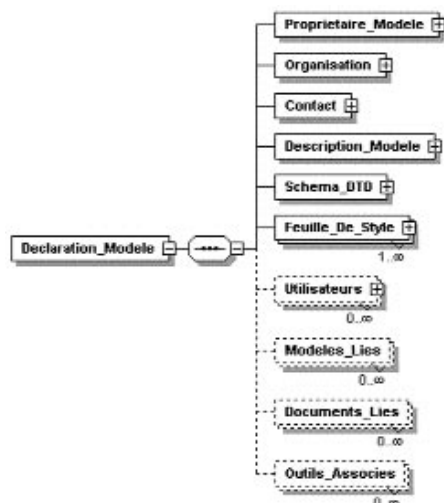 Proprietaire_Modele
Organisation
Contact
Description_Modele
Schema_DTD
Declaration_Modele
Feuille_De_Style
1..∞
Utilisateurs
0..∞
Modeles_Lies
0..∞
Documents_Lies
0..∞
Outils_Associes
0..∞